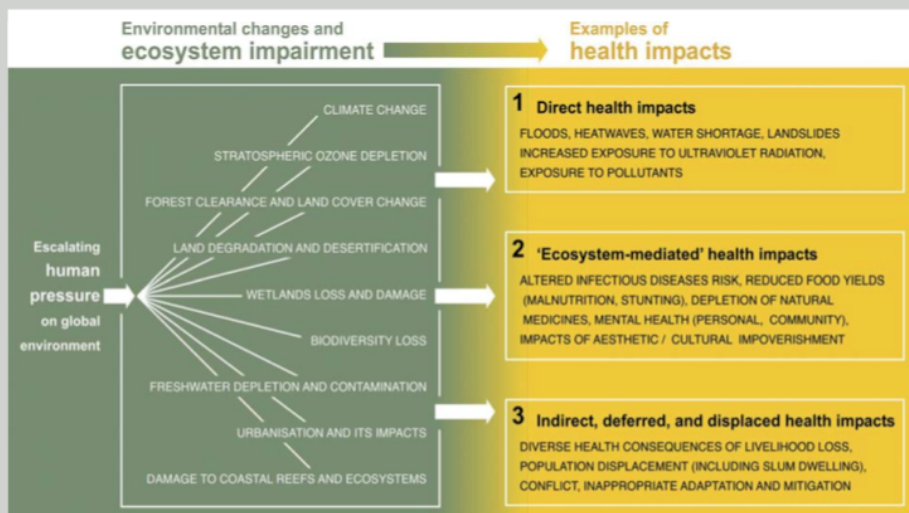 Environmental changes and
ecosystem impairment
Examples of
health impacts
Escalating
human
pressure
on global
environment
CLIMATE CHANGE
STRATOSPHERIC OZONE DEPLETION
FOREST CLEARANCE AND LAND COVER CHANGE
LAND DEGRADATION AND DESERTIFICATION
WETLANDS LOSS AND DAMAGE
BIODIVERSITY LOSS
FRESHWATER DEPLETION AND CONTAMINATION
URBANISATION AND ITS IMPACTS
DAMAGE TO COASTAL REEFS AND ECOSYSTEMS
1 Direct health impacts
FLOODS, HEATWAVES, WATER SHORTAGE, LANDSLIDES
INCREASED EXPOSURE TO ULTRAVIOLET RADIATION,
EXPOSURE TO POLLUTANTS
2 ‘Ecosystem-mediated’ health impacts
ALTERED INFECTIOUS DISEASES RISK, REDUCED FOOD YIELDS
(MALNUTRITION, STUNTING), DEPLETION OF NATURAL
MEDICINES, MENTAL HEALTH (PERSONAL, COMMUNITY),
IMPACTS OF AESTHETIC / CULTURAL IMPOVERISHMENT
3 Indirect, deferred, and displaced health impacts
DIVERSE HEALTH CONSEQUENCES OF LIVELIHOOD LOSS,
POPULATION DISPLACEMENT (INCLUDING SLUM DWELLING),
CONFLICT, INAPPROPRIATE ADAPTATION AND MITIGATION